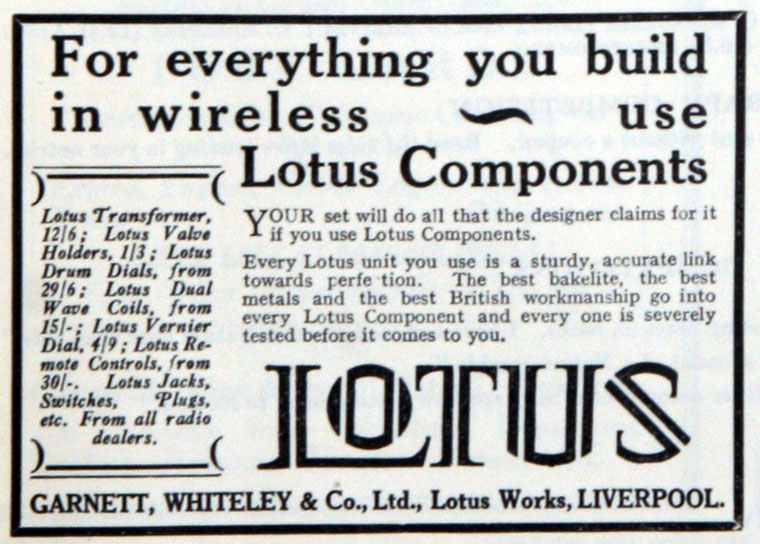 For everything you build
in wireless ~ use
Lotus Components
Lotus Transformer,
12/6; Lotus Valve
Holders, 1/3; Lotus
Drum Dials, from
29/6; Lotus Dual
Wave Coils, from
15/-; Lotus Vernier
Dial, 4/9; Lotus Re-
mote Controls, from
30/-. Lotus Jacks,
Switches, Plugs,
etc. From all radio
dealers.
YOUR set will do all that the designer claims for it
if you use Lotus Components.
Every Lotus unit you use is a sturdy, accurate link
towards perfe tion. The best bakelite, the best
metals and the best British workmanship go into
every Lotus Component and every one is severely
tested before it comes to you.
LOTUS
GARNETT, WHITELEY & Co., Ltd., Lotus Works, LIVERPOOL.